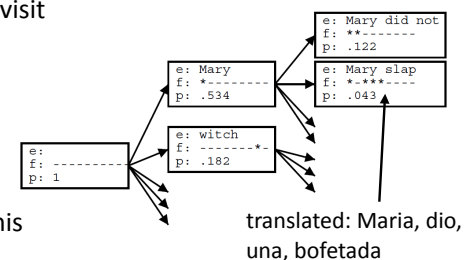 visit
e: Mary did not
f: **-------
p: .122
e: Mary
f: *--------
p: .534
e: Mary slap
f: *-***----
p: .043
e: witch
f: -------*-
p: .182
e:
f: ---------
p: 1
his
translated: Maria, dio,
una, bofetada